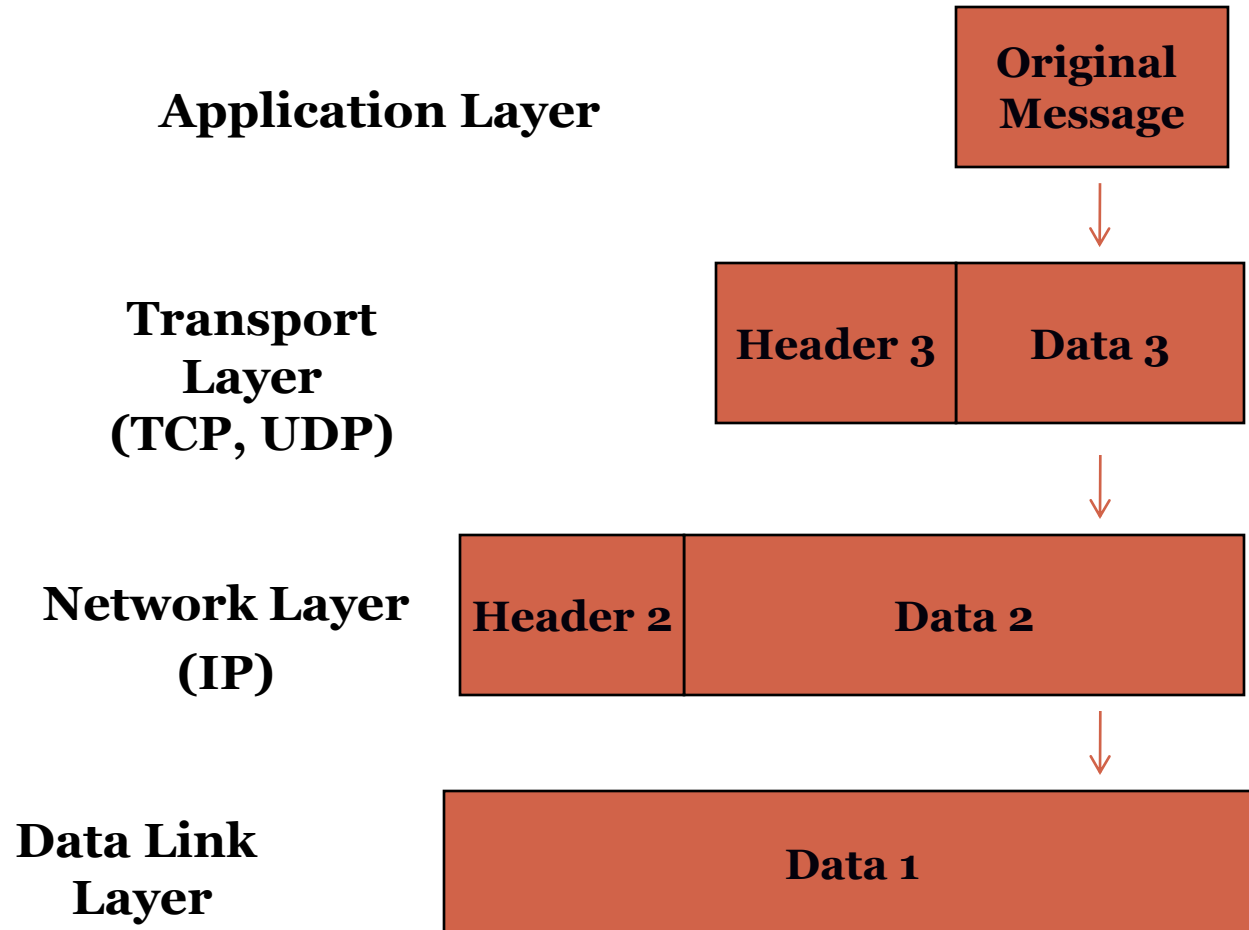 Application Layer
Original
Message
Transport
Layer
(TCP, UDP)
Header 3
Data 3
Network Layer
(IP)
Header 2
Data 2
Data Link
Layer
Data 1